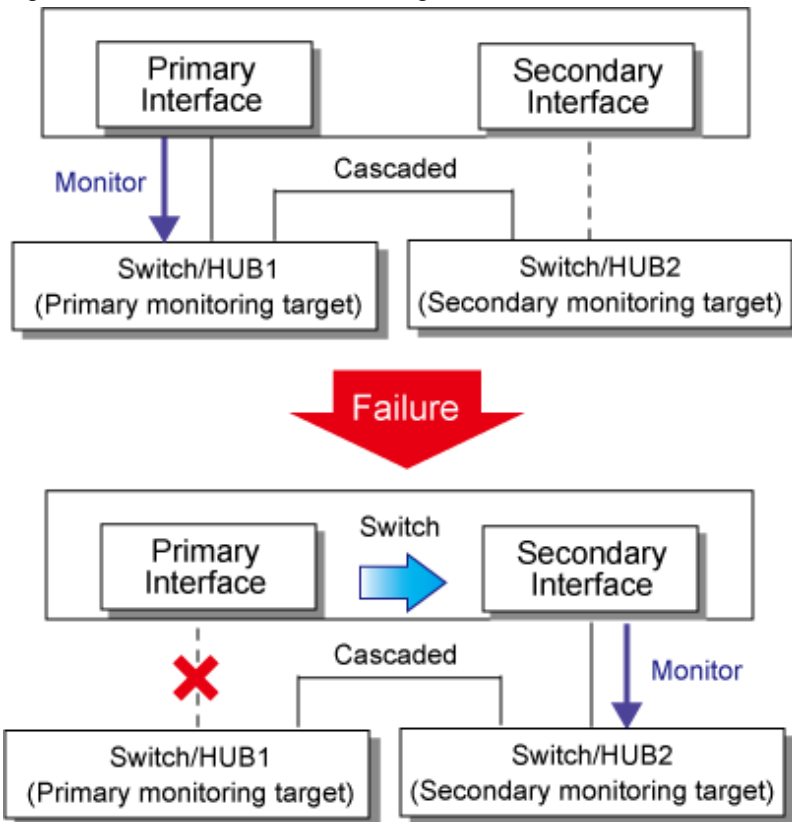 Primary
Interface
Secondary
Interface
Monitor
Cascaded
Switch/HUB1
(Primary monitoring target)
Switch/HUB2
(Secondary monitoring target)
Failure
Primary
Interface
Switch
Secondary
Interface
Cascaded
Monitor
Switch/HUB1
(Primary monitoring target)
Switch/HUB2
(Secondary monitoring target)